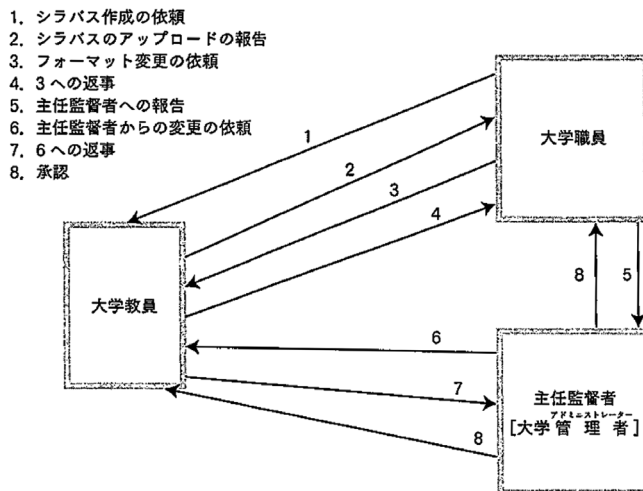 1. シラバス作成の依頼
2. シラバスのアップロードの報告
3. フォーマット変更の依頼
4. 3への返事
5. 主任監督者への報告
6. 主任監督者からの変更の依頼
7. 6への返事
8. 承認
大学職員
1
2
3
4
大学教員
8
5
6
7
8
主任監督者
アドミニストレーター
[大学管理者]